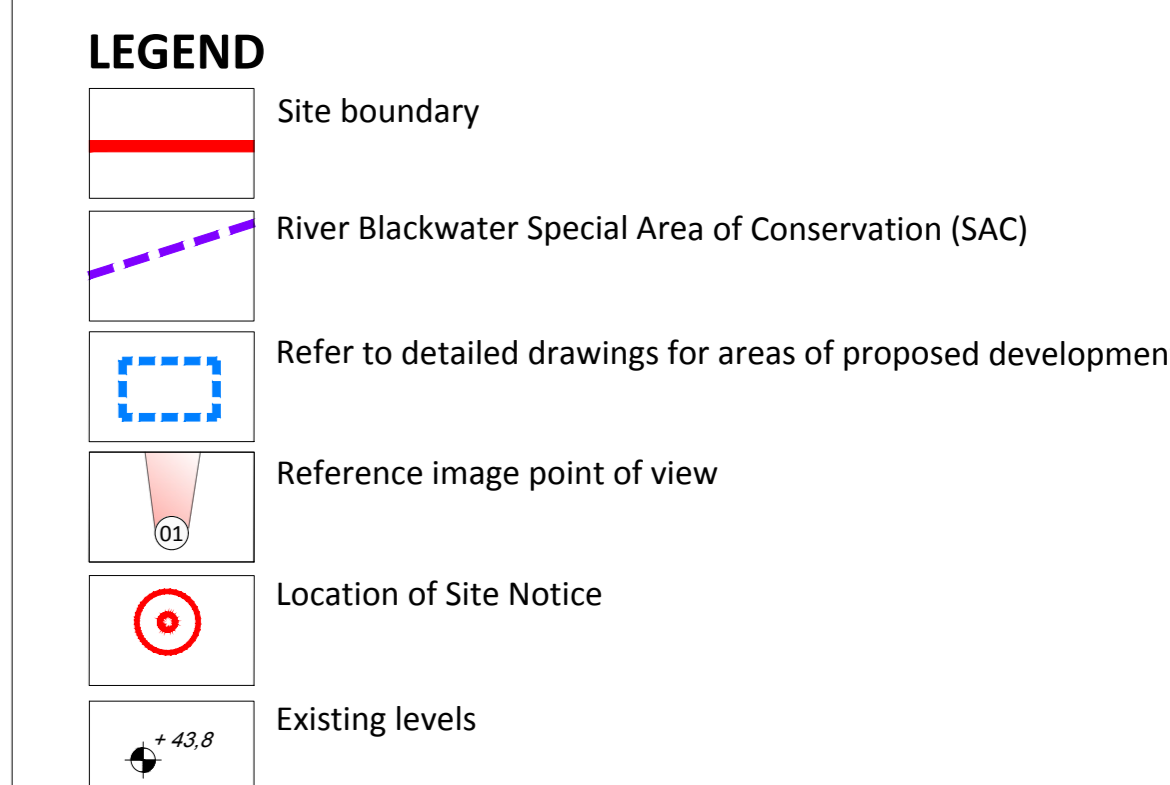 LEGEND
Site boundary
River Blackwater Special Area of Conservation (SAC)
Refer to detailed drawings for areas of proposed developmen
Reference image point of view
01
Location of Site Notice
Existing levels
+ 43,8